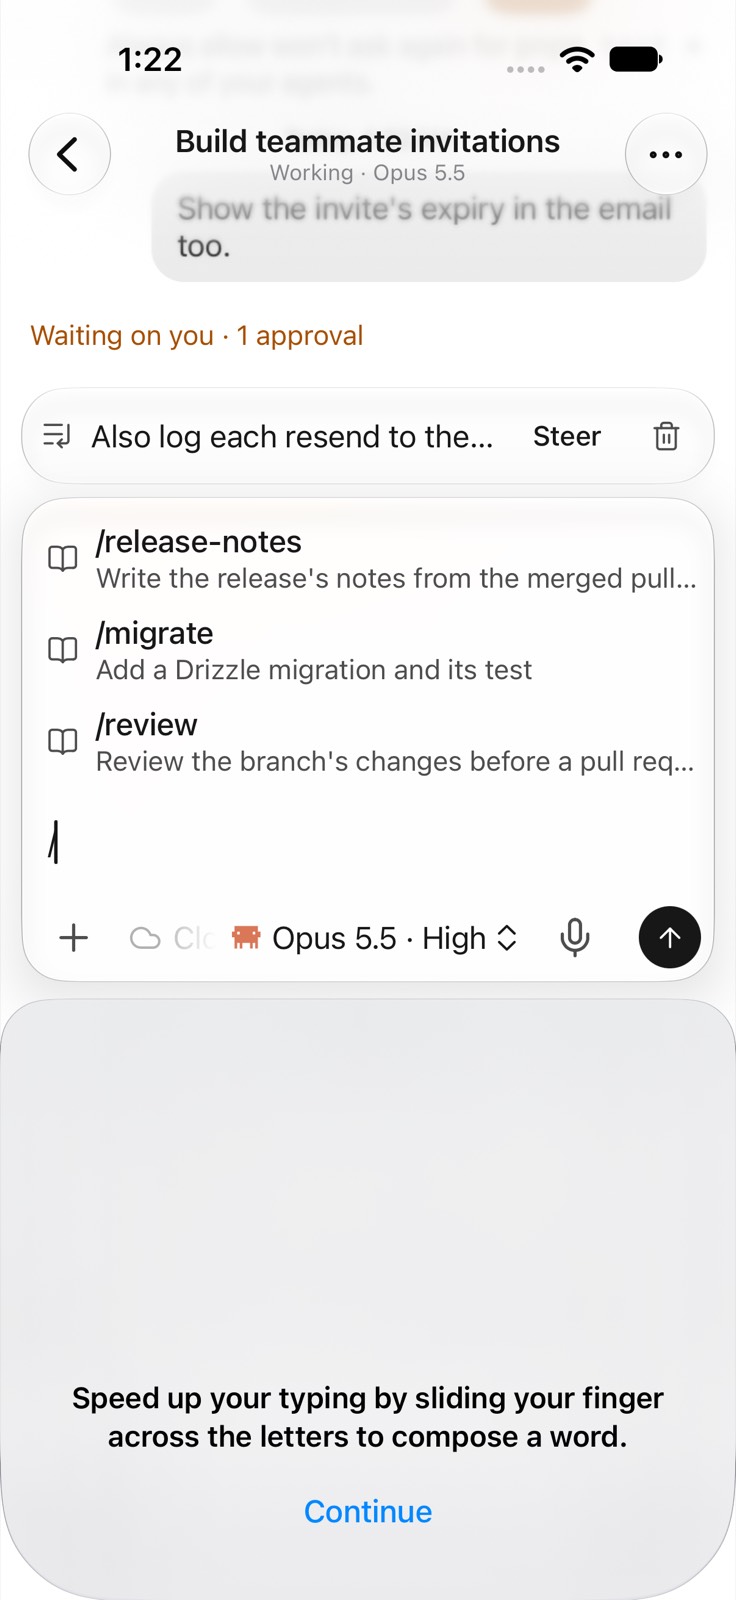 1:22
Build teammate invitations
Working · Opus 5.5
Show the invite's expiry in the email
too.
Waiting on you · 1 approval
Also log each resend to the... Steer
/release-notes
Write the release's notes from the merged pull...
/migrate
Add a Drizzle migration and its test
/review
Review the branch's changes before a pull req...
/
Opus 5.5 · High
Speed up your typing by sliding your finger
across the letters to compose a word.
Continue